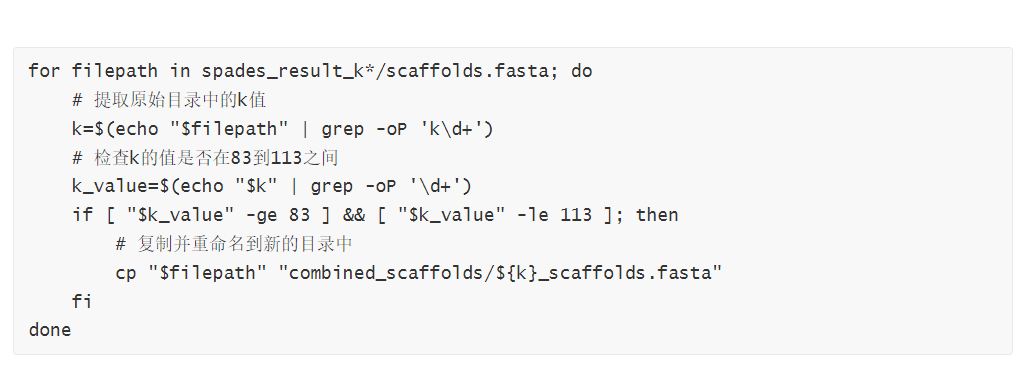 for filepath in spades_result_k*/scaffolds.fasta; do
    # 提取原始目录中的k值
    k=$(echo "$filepath" | grep -oP 'k\d+')
    # 检查k的值是否在83到113之间
    k_value=$(echo "$k" | grep -oP '\d+')
    if [ "$k_value" -ge 83 ] && [ "$k_value" -le 113 ]; then
        # 复制并重命名到新的目录中
        cp "$filepath" "combined_scaffolds/${k}_scaffolds.fasta"
    fi
done